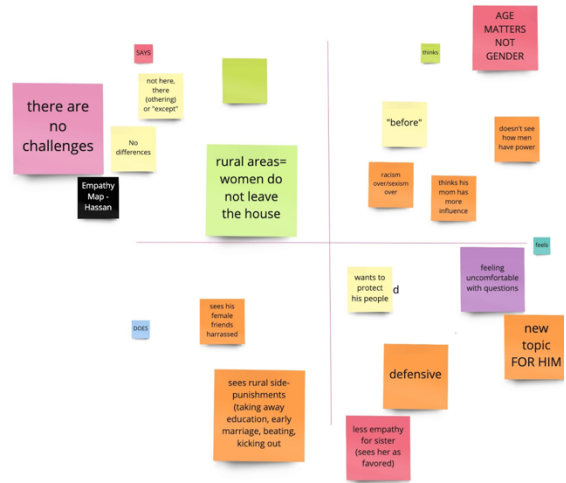 SAYS
not here,
there
(othering)
or "except"
there are
no
challenges
No
differences
Empathy
Map -
Hassan
rural areas=
women do
not leave
the house
thinks
AGE
MATTERS
NOT
GENDER
"before"
doesn't see
how men
have power
racism
over/sexism
over
thinks his
mom has
more
influence
DOES
sees his
female
friends
harrassed
sees rural side-
punishments
(taking away
education, early
marriage, beating,
kicking out
feels
wants to
protect
his people
d
feeling
uncomfortable
with questions
new
topic
FOR HIM
defensive
less empathy
for sister
(sees her as
favored)